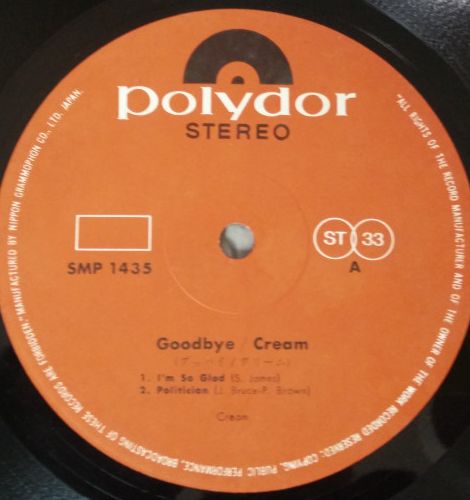 polydor
STEREO
SMP 1435
ST 33
A
Goodbye / Cream
(グッバイ/クリーム)
1. I'm So Glad (S. James)
2. Politician (J. Bruce-P. Brown)
Cream
"ALL RIGHTS OF THE RECORD MANUFACTURER AND OF THE OWNER OF THE WORK RECORDED RESERVED. COPYING, PUBLIC PERFORMANCE, BROADCASTING OF THESE RECORDS ARE FORBIDDEN" MANUFACTURED BY NIPPON GRAMMOPHON CO., LTD. JAPAN.